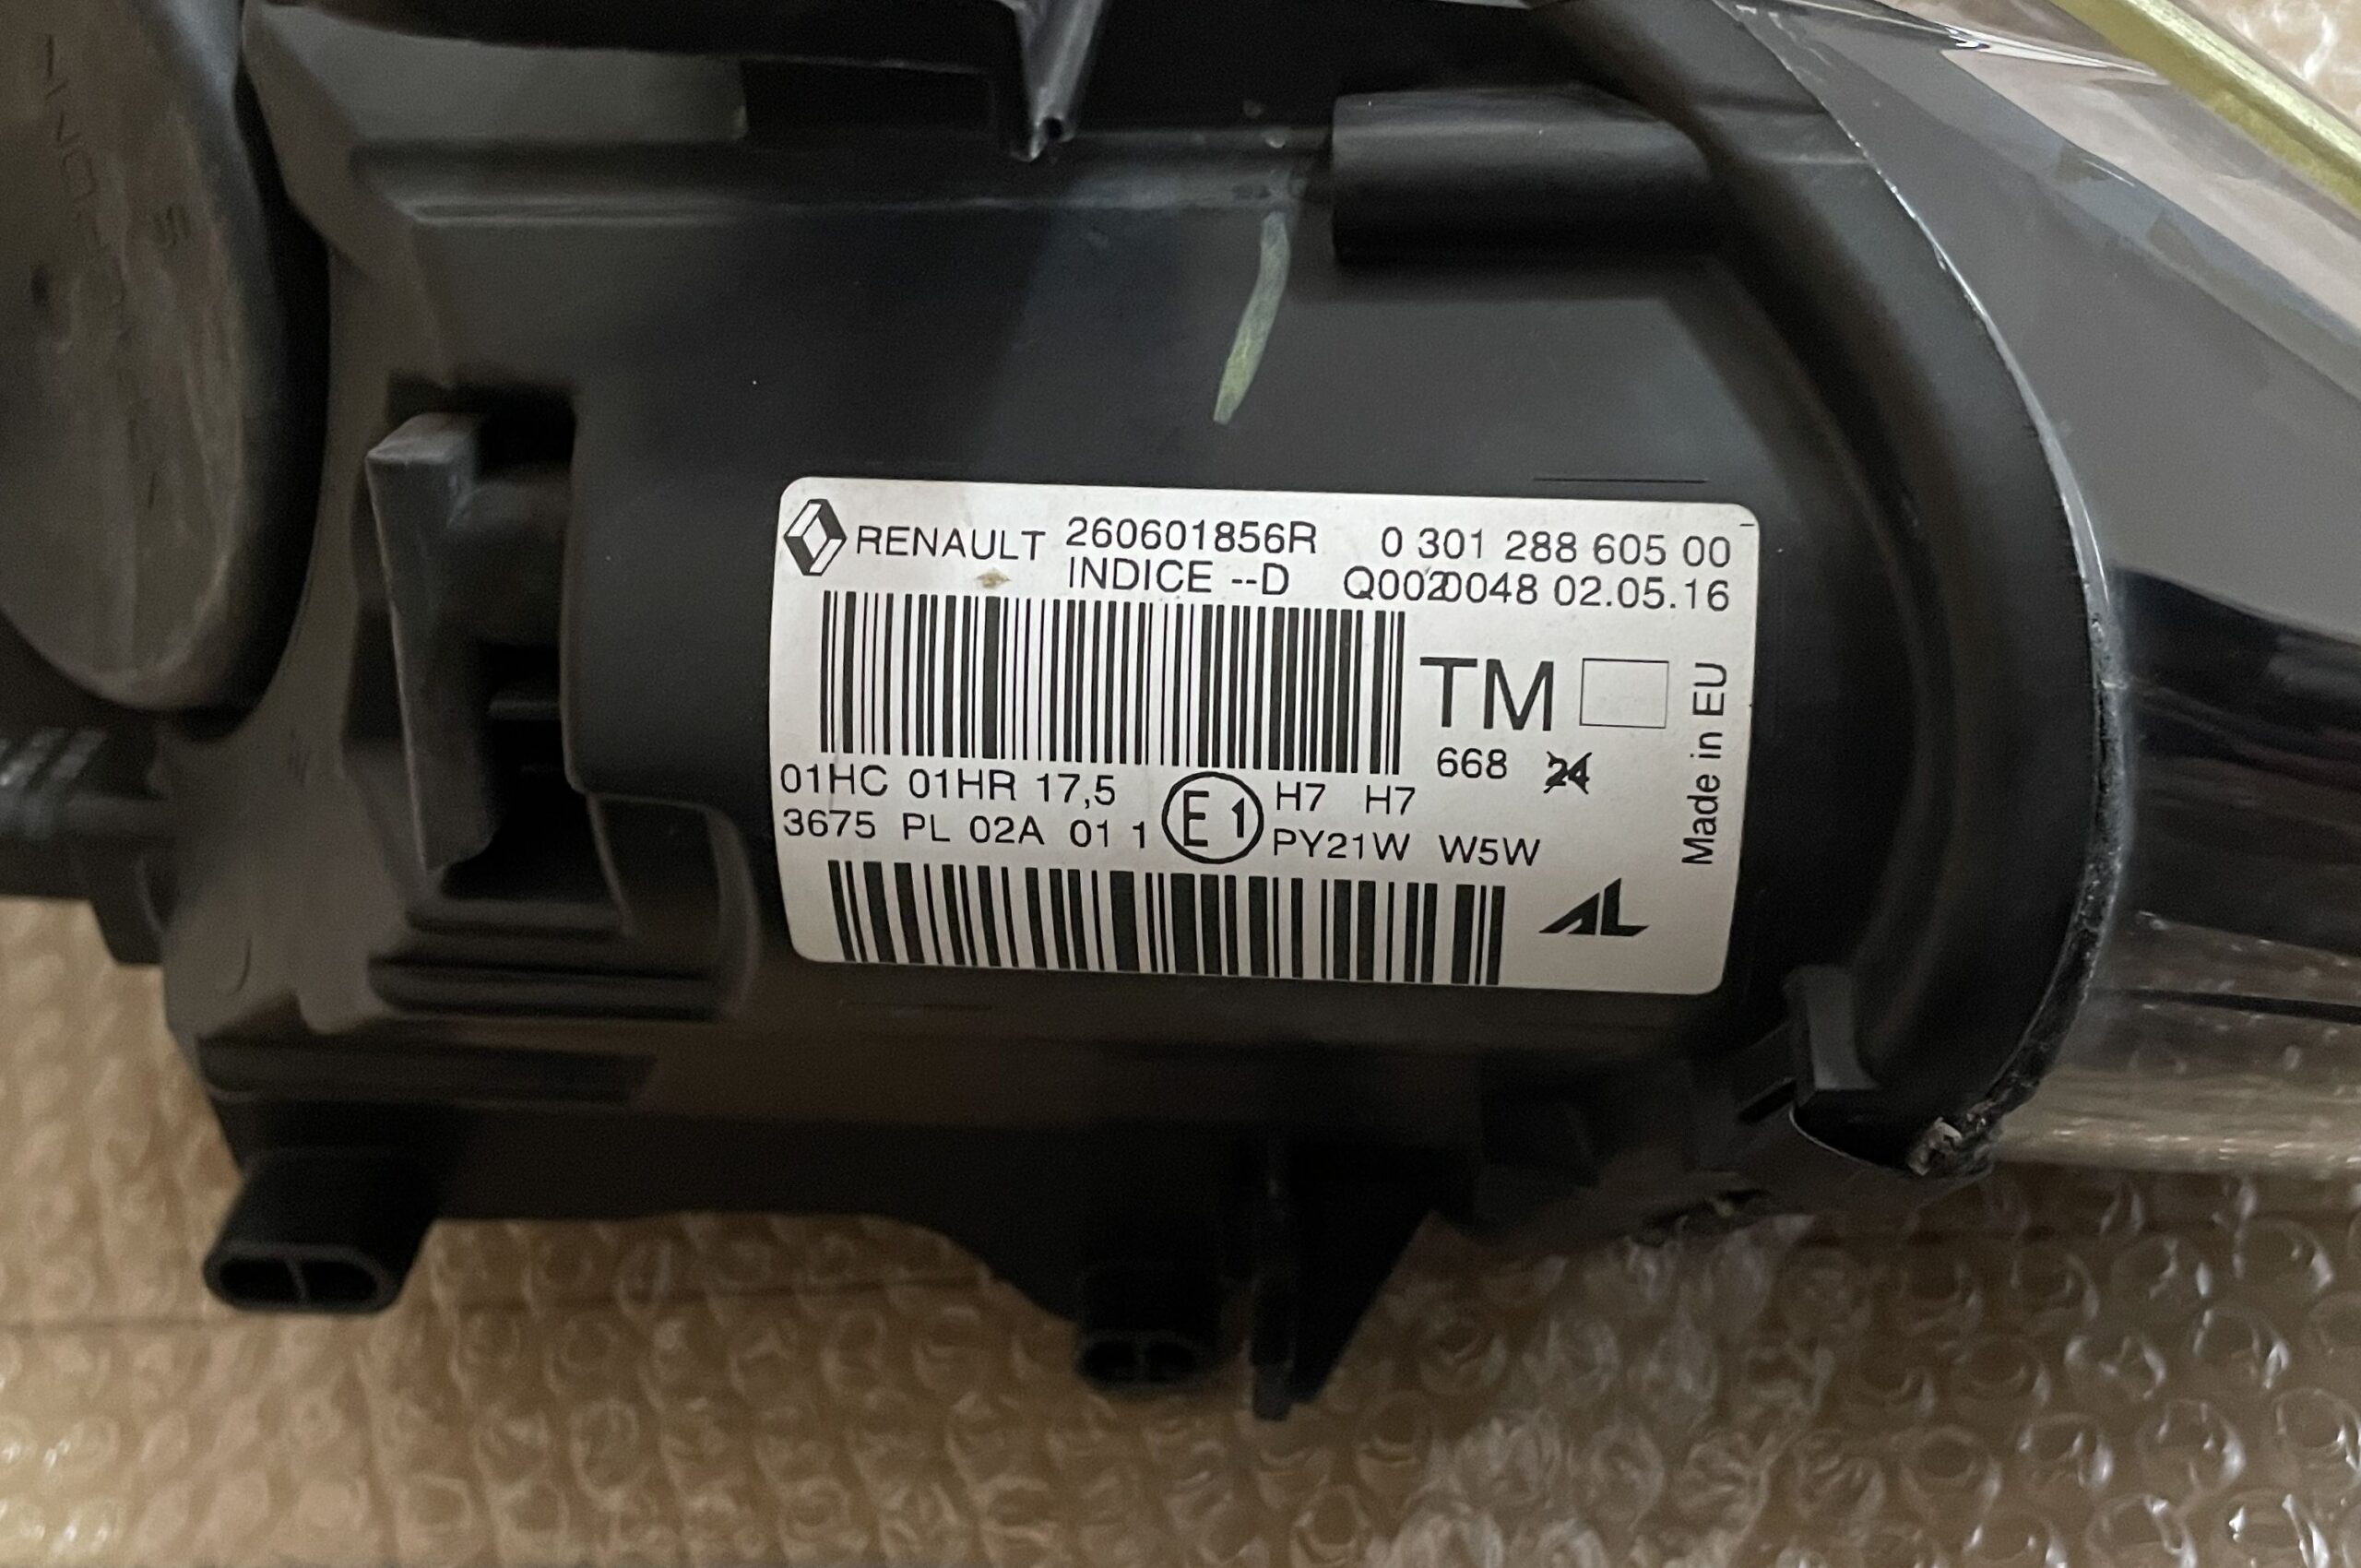 RENAULT 260601856R 0 301 288 605 00
INDICE --D Q0020048 02.05.16
TM
668 24
Made in EU
01HC 01HR 17,5 E1 H7 H7
3675 PL 02A 01 1 PY21W W5W
AL